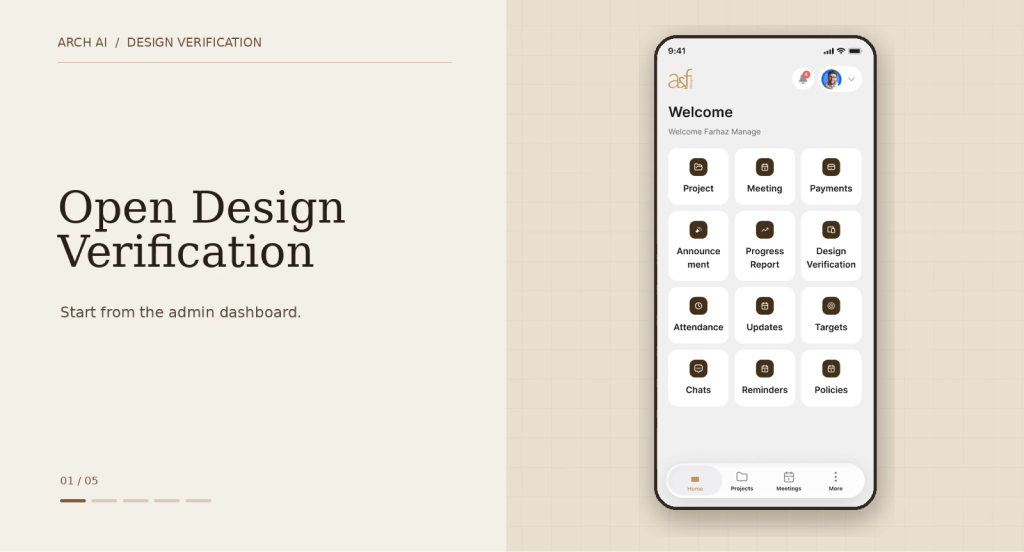 ARCH AI / DESIGN VERIFICATION
Open Design
Verification
Start from the admin dashboard.
01 / 05
9:41
asf
Welcome
Welcome Farhaz Manage
Project
Meeting
Payments
Announce
ment
Progress
Report
Design
Verification
Attendance
Updates
Targets
Chats
Reminders
Policies
Home
Projects
Meetings
More